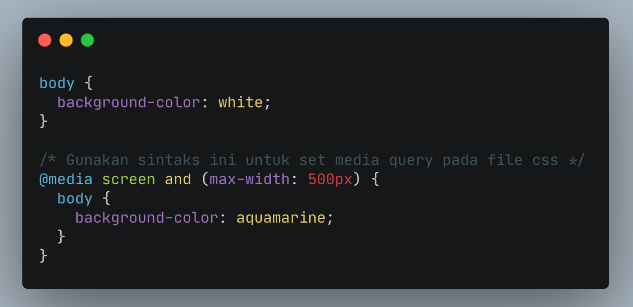 body {
  background-color: white;
}

/* Gunakan sintaks ini untuk set media query pada file css */
@media screen and (max-width: 500px) {
  body {
    background-color: aquamarine;
  }
}